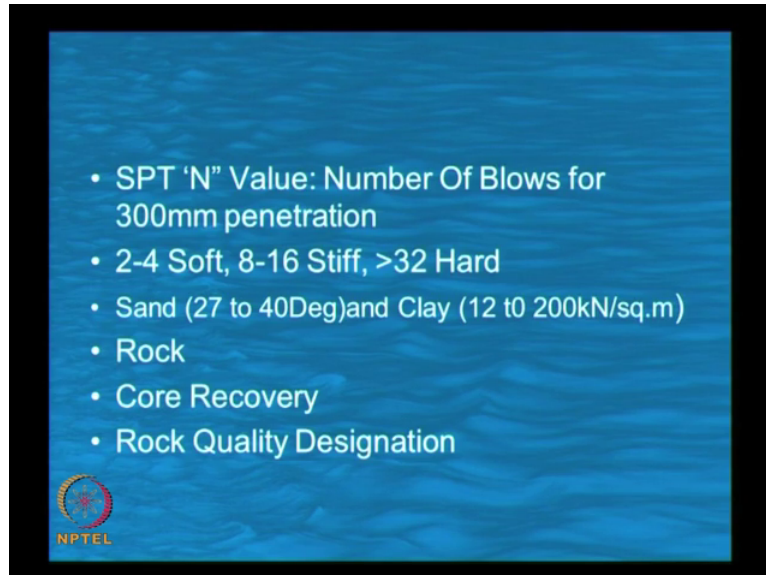 • SPT ‘N” Value: Number Of Blows for
300mm penetration
• 2-4 Soft, 8-16 Stiff, >32 Hard
• Sand (27 to 40Deg)and Clay (12 t0 200kN/sq.m)
• Rock
• Core Recovery
• Rock Quality Designation
NPTEL